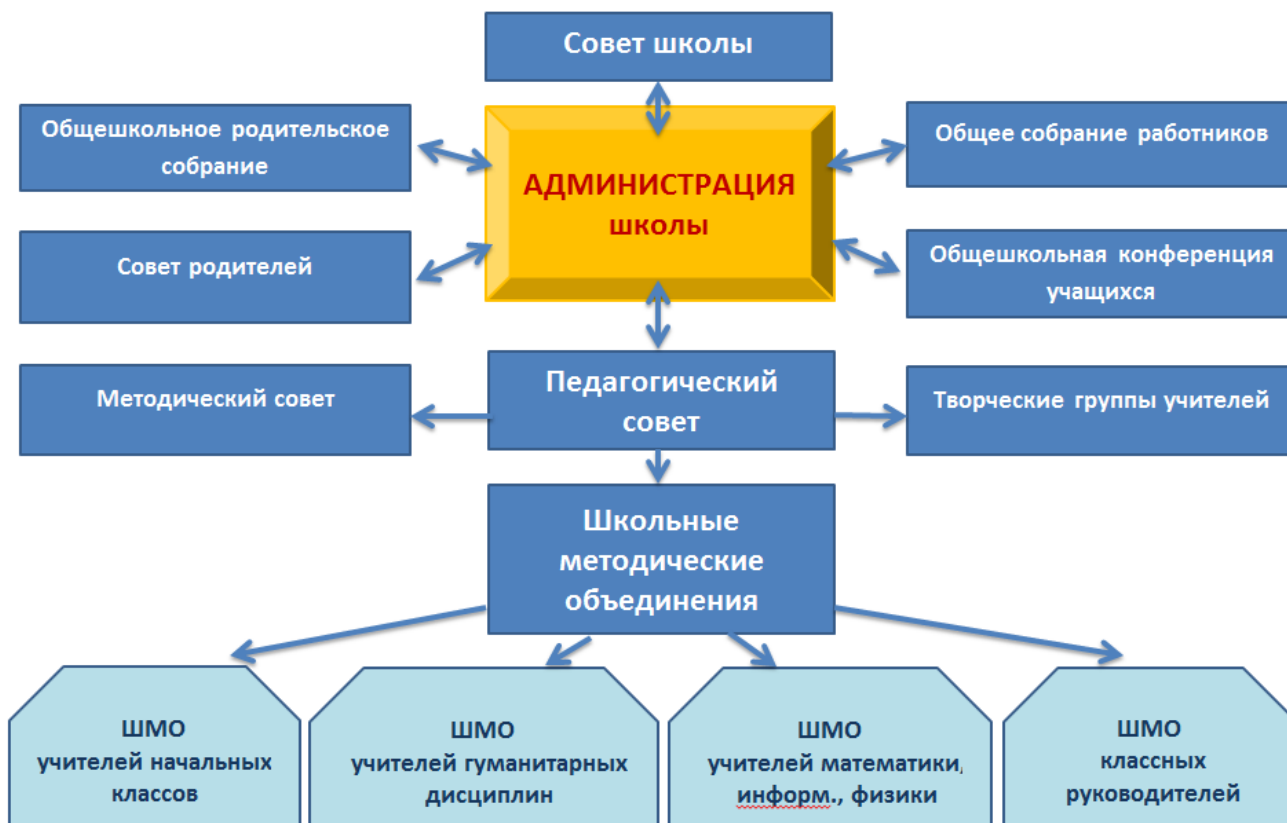 Совет школы
Общешкольное родительское
собрание
АДМИНИСТРАЦИЯ
школы
Общее собрание работников
Совет родителей
Общешкольная конференция
учащихся
Методический совет
Педагогический
совет
Творческие группы учителей
Школьные
методические
объединения
ШМО
учителей начальных
классов
ШМО
учителей гуманитарных
дисциплин
ШМО
учителей математики,
информ., физики
ШМО
классных
руководителей